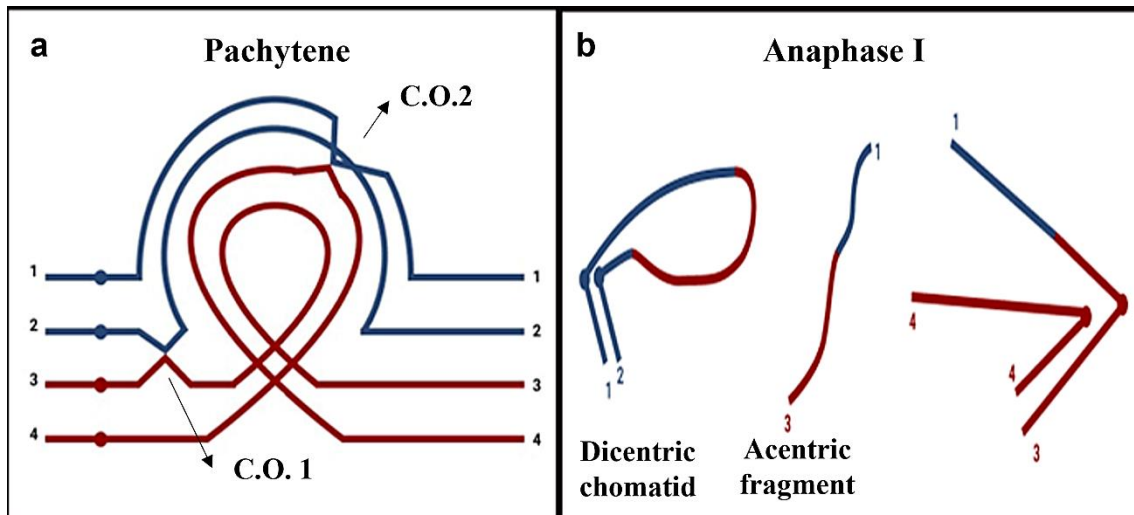 a
Pachytene
C.O.2
1
1
2
2
3
3
4
4
C.O. 1
b
Anaphase I
1
1
4
4
1
2
3
3
Dicentric
chomatid
Acentric
fragment